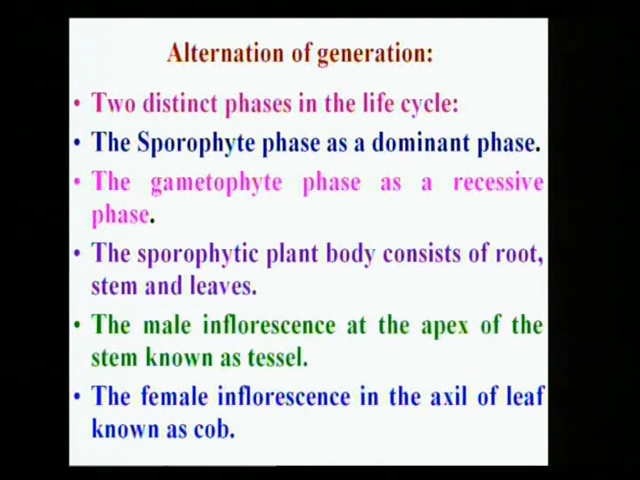 Alternation of generation:
• Two distinct phases in the life cycle:
• The Sporophyte phase as a dominant phase.
• The gametophyte phase as a recessive
phase.
• The sporophytic plant body consists of root,
stem and leaves.
• The male inflorescence at the apex of the
stem known as tessel.
• The female inflorescence in the axil of leaf
known as cob.